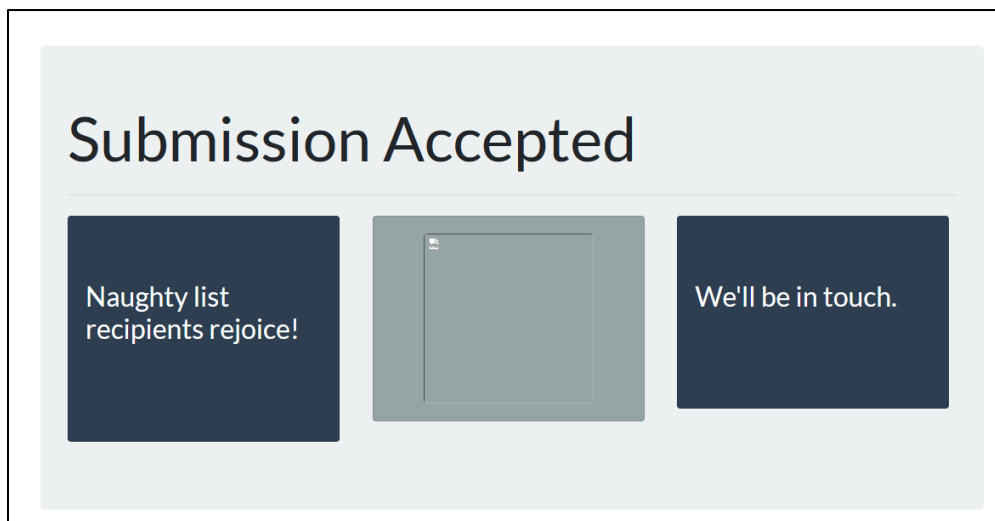 Submission Accepted
Naughty list
recipients rejoice!
We'll be in touch.